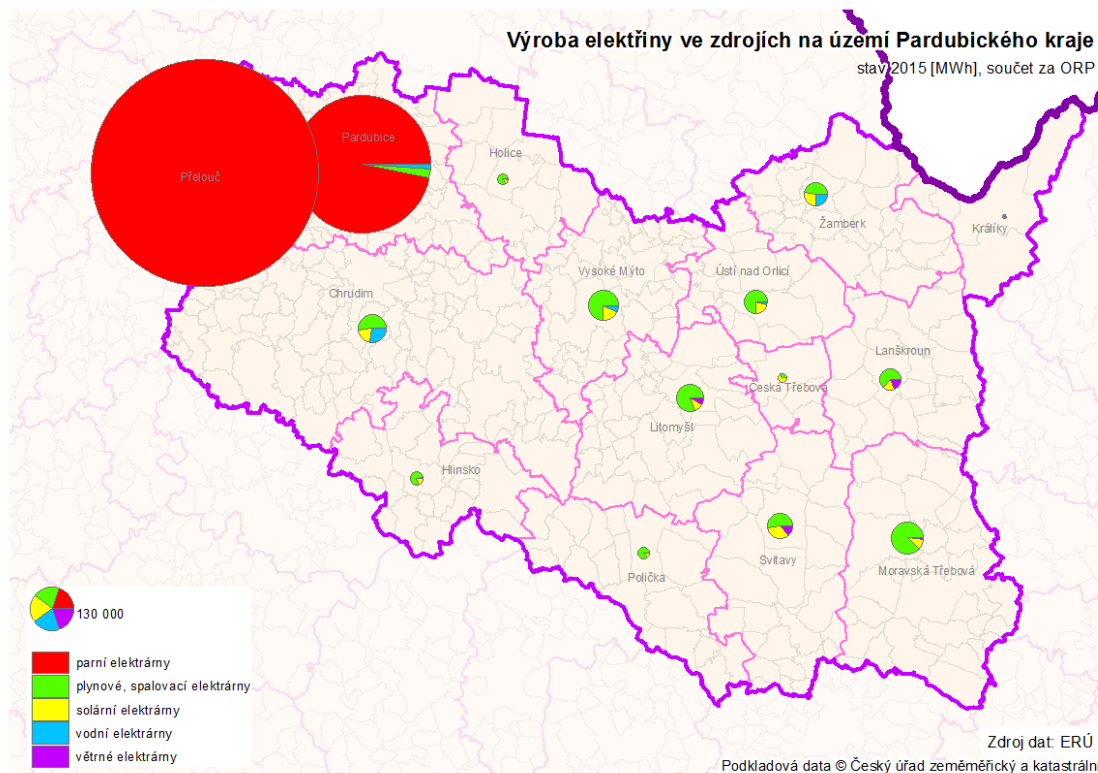 Výroba elektřiny ve zdrojích na území Pardubického kraje
stav 2015 [MWh], součet za ORP
Pardubice
Přelouč
Holice
Žamberk
Králíky
Vysoké Mýto
Ústí nad Orlicí
Chrudim
Lanškroun
Česká Třebová
Litomyšl
Hlinsko
Svitavy
Polička
Moravská Třebová
130 000
parní elektrárny
plynové, spalovací elektrárny
solární elektrárny
vodní elektrárny
větrné elektrárny
Zdroj dat: ERÚ
Podkladová data © Český úřad zeměměřický a katastráln